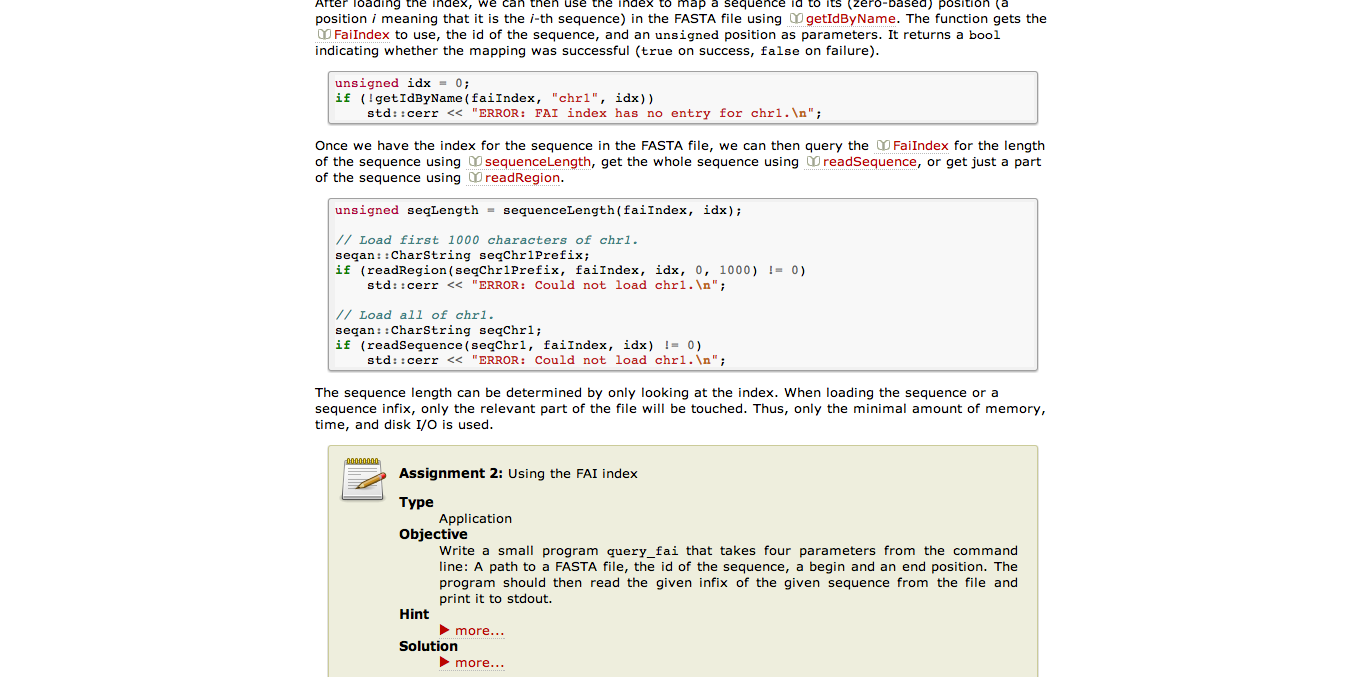 After loading the index, we can then use the index to map a sequence id to its (zero-based) position (a
position i meaning that it is the i-th sequence) in the FASTA file using getIdByName. The function gets the
FaiIndex to use, the id of the sequence, and an unsigned position as parameters. It returns a bool
indicating whether the mapping was successful (true on success, false on failure).
unsigned idx = 0;
if (!getIdByName(faiIndex, "chr1", idx))
    std::cerr << "ERROR: FAI index has no entry for chr1.\n";
Once we have the index for the sequence in the FASTA file, we can then query the FaiIndex for the length
of the sequence using sequenceLength, get the whole sequence using readSequence, or get just a part
of the sequence using readRegion.
unsigned seqLength = sequenceLength(faiIndex, idx);
// Load first 1000 characters of chr1.
seqan::CharString seqChr1Prefix;
if (readRegion(seqChr1Prefix, faiIndex, idx, 0, 1000) != 0)
    std::cerr << "ERROR: Could not load chr1.\n";
// Load all of chr1.
seqan::CharString seqChr1;
if (readSequence(seqChr1, faiIndex, idx) != 0)
    std::cerr << "ERROR: Could not load chr1.\n";
The sequence length can be determined by only looking at the index. When loading the sequence or a
sequence infix, only the relevant part of the file will be touched. Thus, only the minimal amount of memory,
time, and disk I/O is used.
Assignment 2: Using the FAI index
Type
Application
Objective
Write a small program query_fai that takes four parameters from the command
line: A path to a FASTA file, the id of the sequence, a begin and an end position. The
program should then read the given infix of the given sequence from the file and
print it to stdout.
Hint
more...
Solution
more...